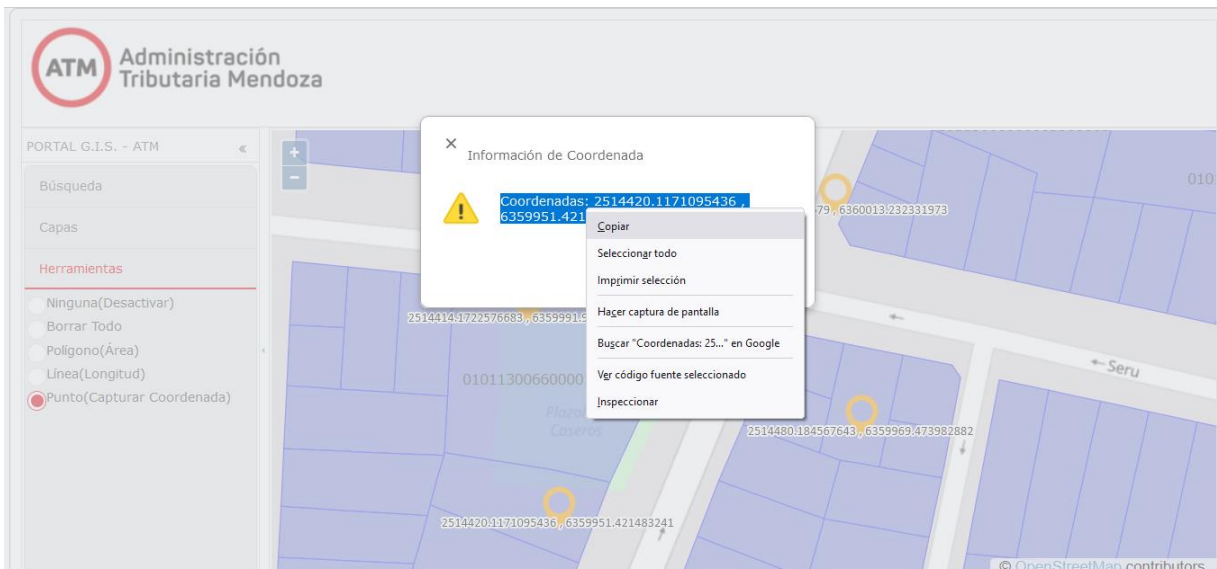 ATM
Administración
Tributaria Mendoza
PORTAL G.I.S. - ATM «
Búsqueda
Capas
Herramientas
Ninguna(Desactivar)
Borrar Todo
Polígono(Área)
Línea(Longitud)
Punto(Capturar Coordenada)
+
-
×
Información de Coordenada
Coordenadas: 2514420.1171095436 ,
6359951.421
Copiar
Seleccionar todo
Imprimir selección
Hacer captura de pantalla
Buscar "Coordenadas: 25..." en Google
Ver código fuente seleccionado
Inspeccionar
010
79 , 6360013.232331973
2514414.1722576683 , 6359991.5
01011300660000
Caseros
←Seru
2514480.184567643 , 6359969.473982882
2514420.1171095436 , 6359951.421483241
© OpenStreetMap contributors